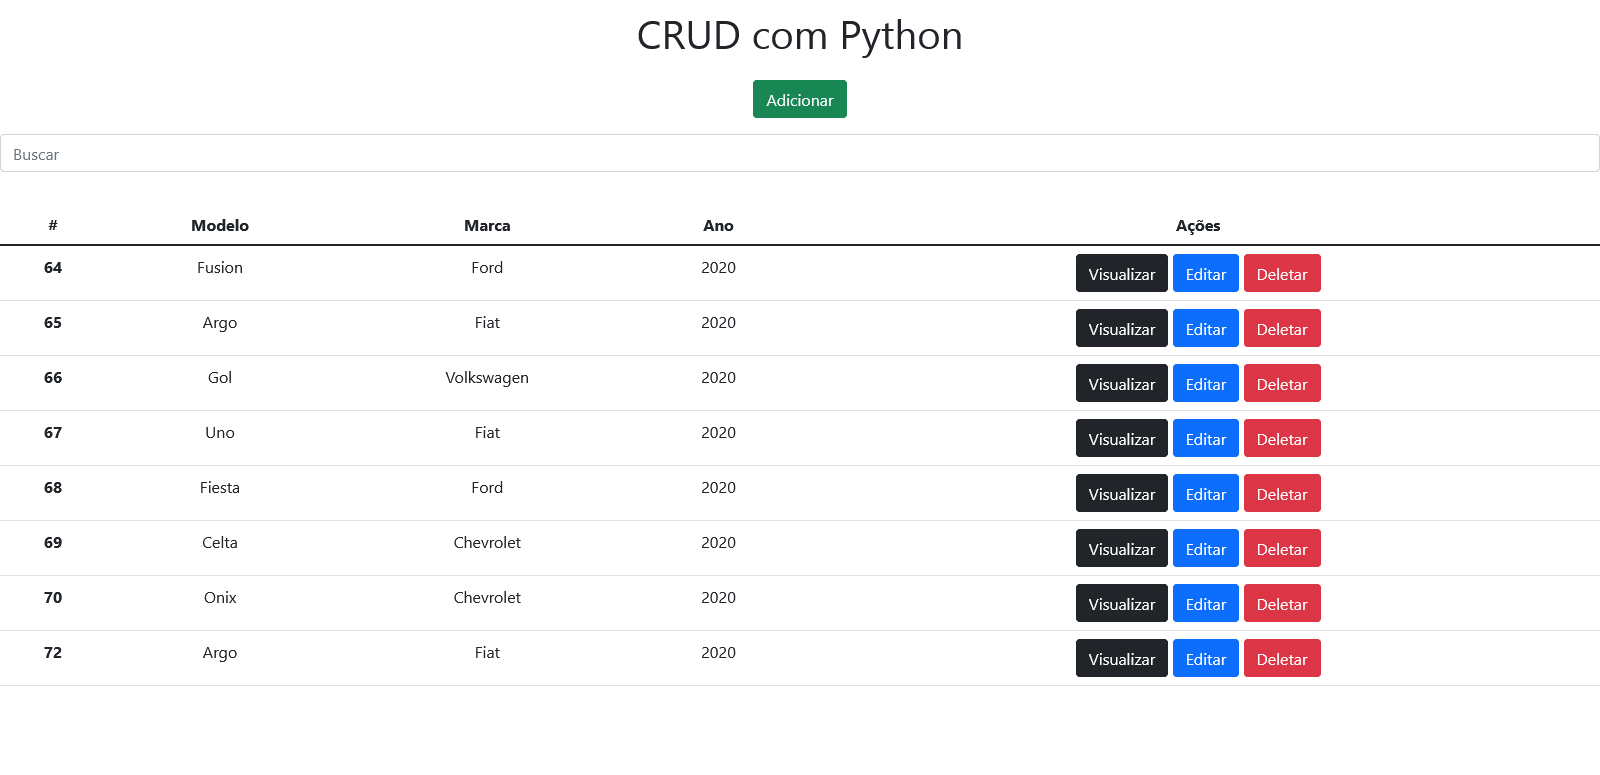 CRUD com Python
Adicionar
Buscar
# Modelo Marca Ano Ações
64 Fusion Ford 2020 Visualizar Editar Deletar
65 Argo Fiat 2020 Visualizar Editar Deletar
66 Gol Volkswagen 2020 Visualizar Editar Deletar
67 Uno Fiat 2020 Visualizar Editar Deletar
68 Fiesta Ford 2020 Visualizar Editar Deletar
69 Celta Chevrolet 2020 Visualizar Editar Deletar
70 Onix Chevrolet 2020 Visualizar Editar Deletar
72 Argo Fiat 2020 Visualizar Editar Deletar